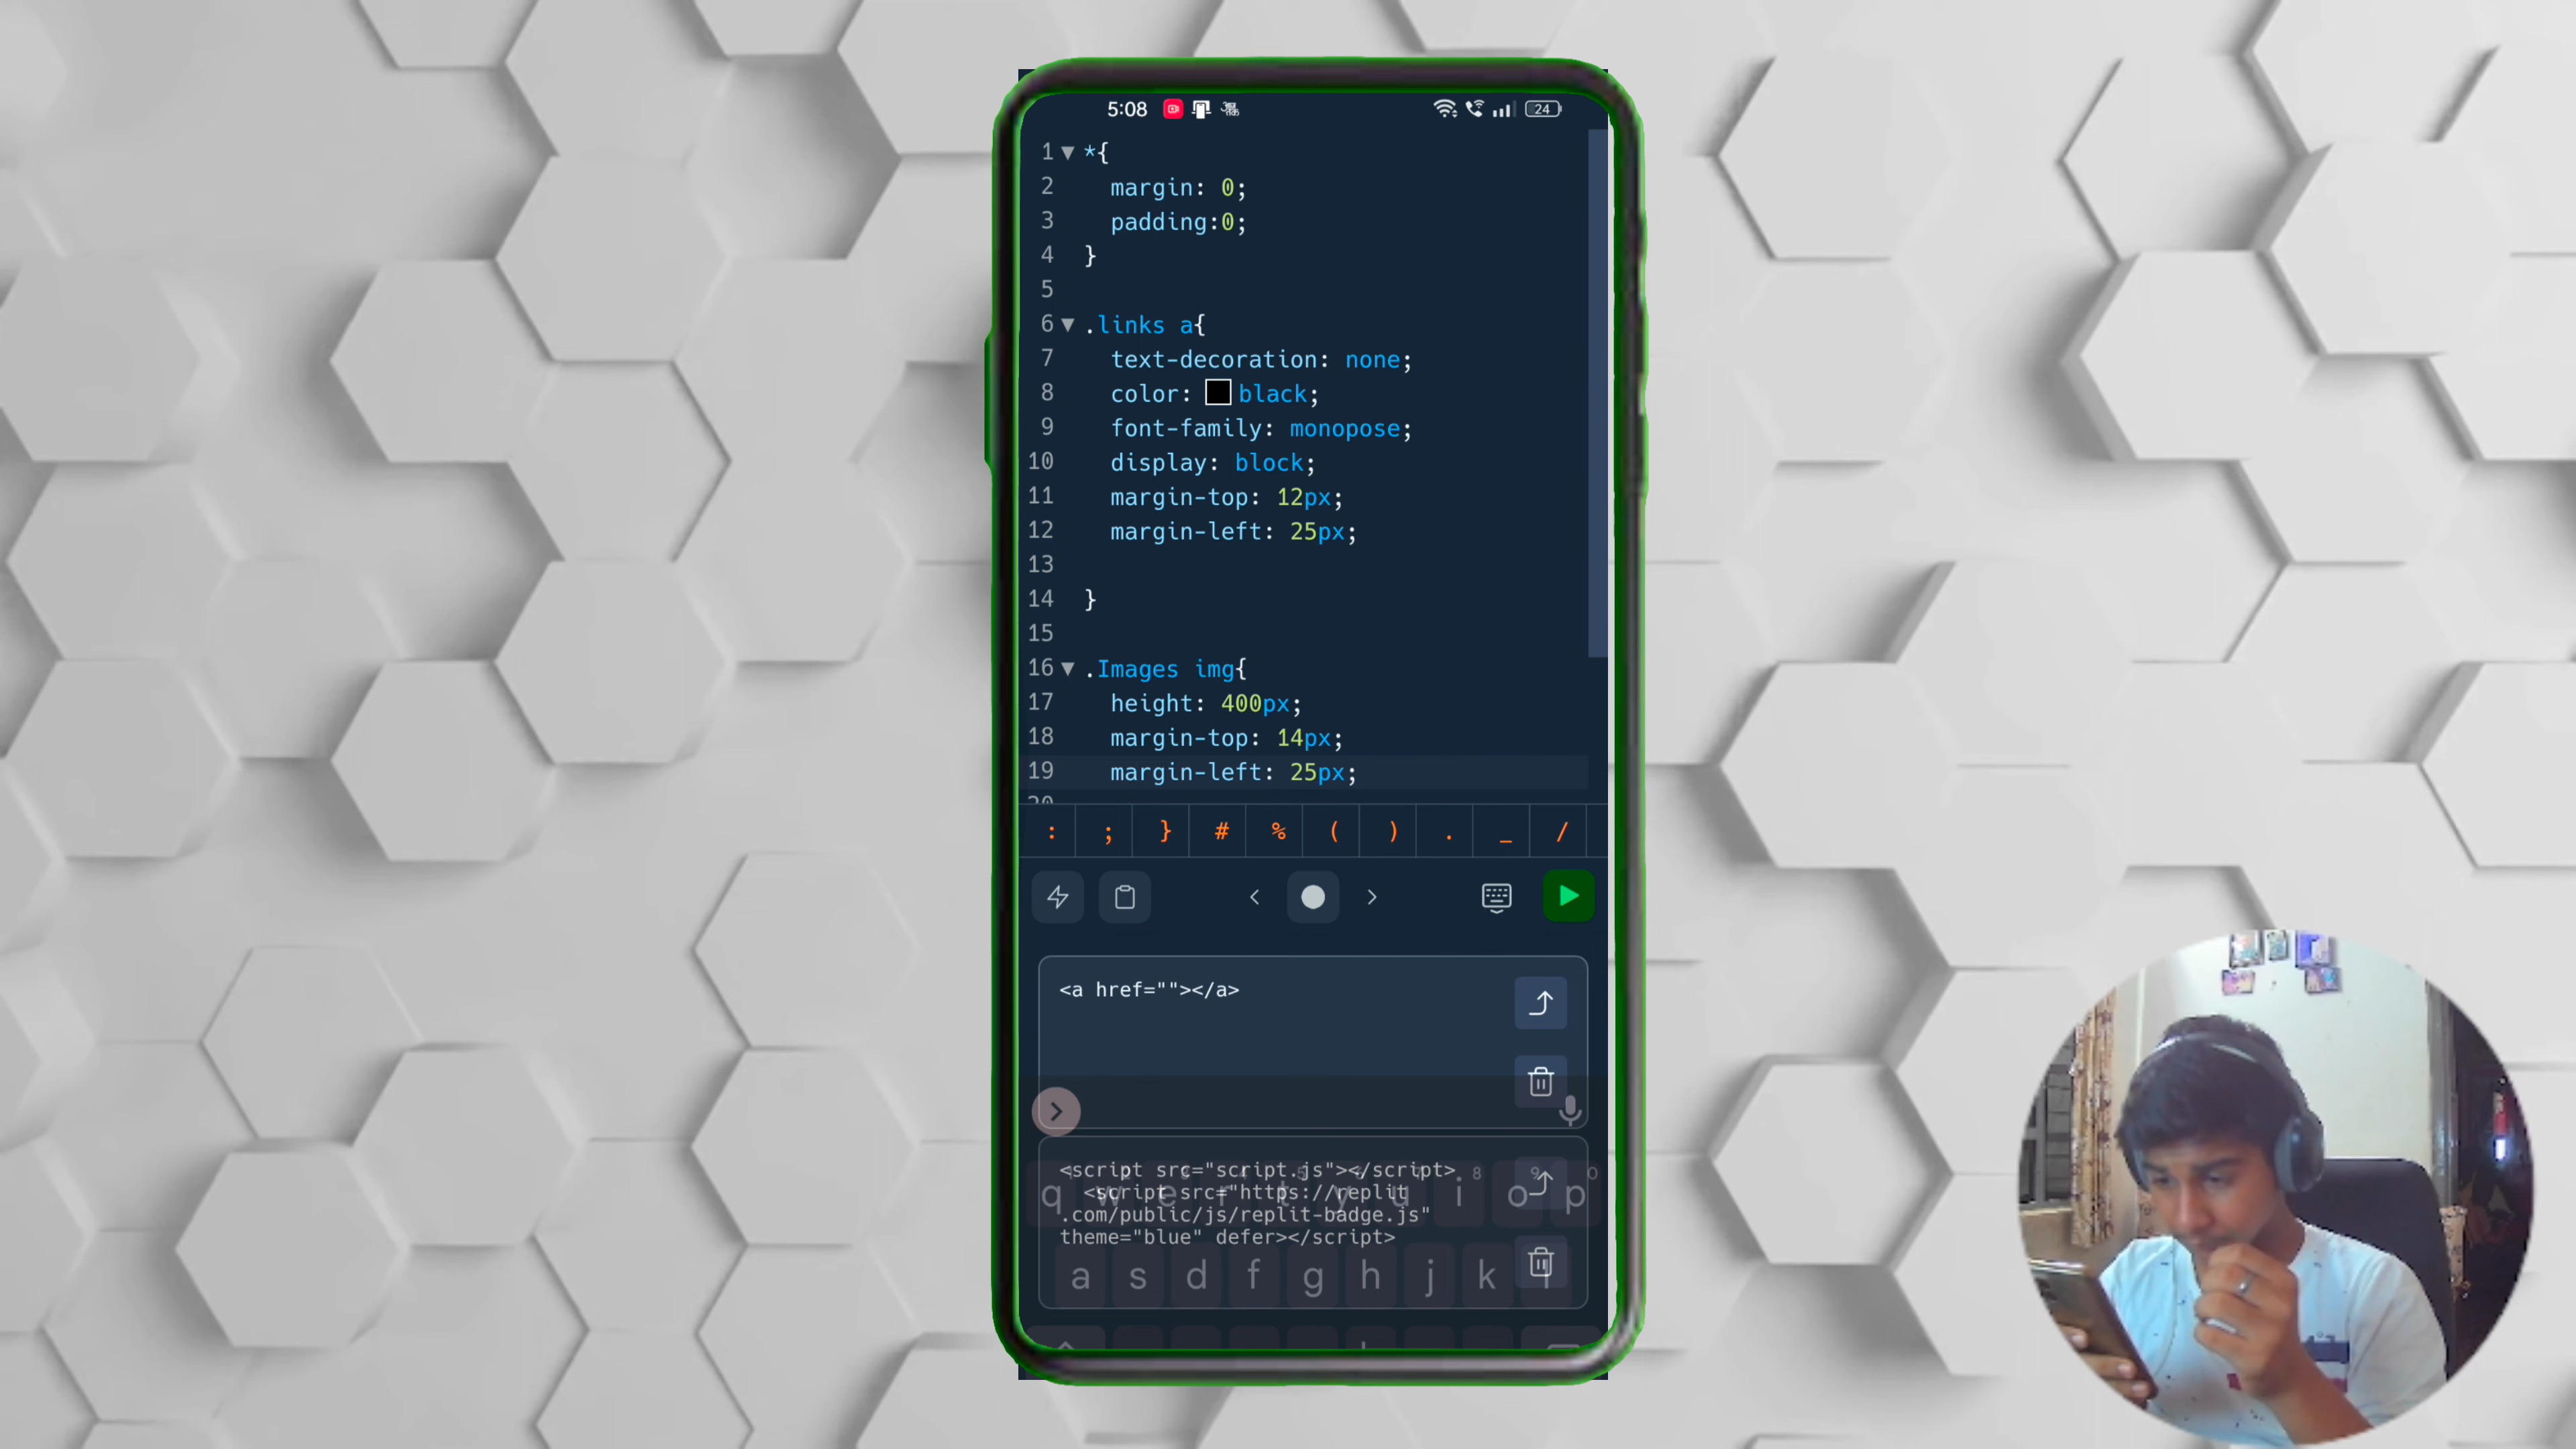 5:08 24
1 *{
2 margin: 0;
3 padding:0;
4 }
5
6 .links a{
7 text-decoration: none;
8 color: black;
9 font-family: monopose;
10 display: block;
11 margin-top: 12px;
12 margin-left: 25px;
13
14 }
15
16 .Images img{
17 height: 400px;
18 margin-top: 14px;
19 margin-left: 25px;
20
: ; } # % ( ) . _ /
<a href=""></a>
<script src="script.js"></script>
<script src="https://replit
.com/public/js/replit-badge.js"
theme="blue" defer></script>
q w e r t y u i o p
a s d f g h j k l